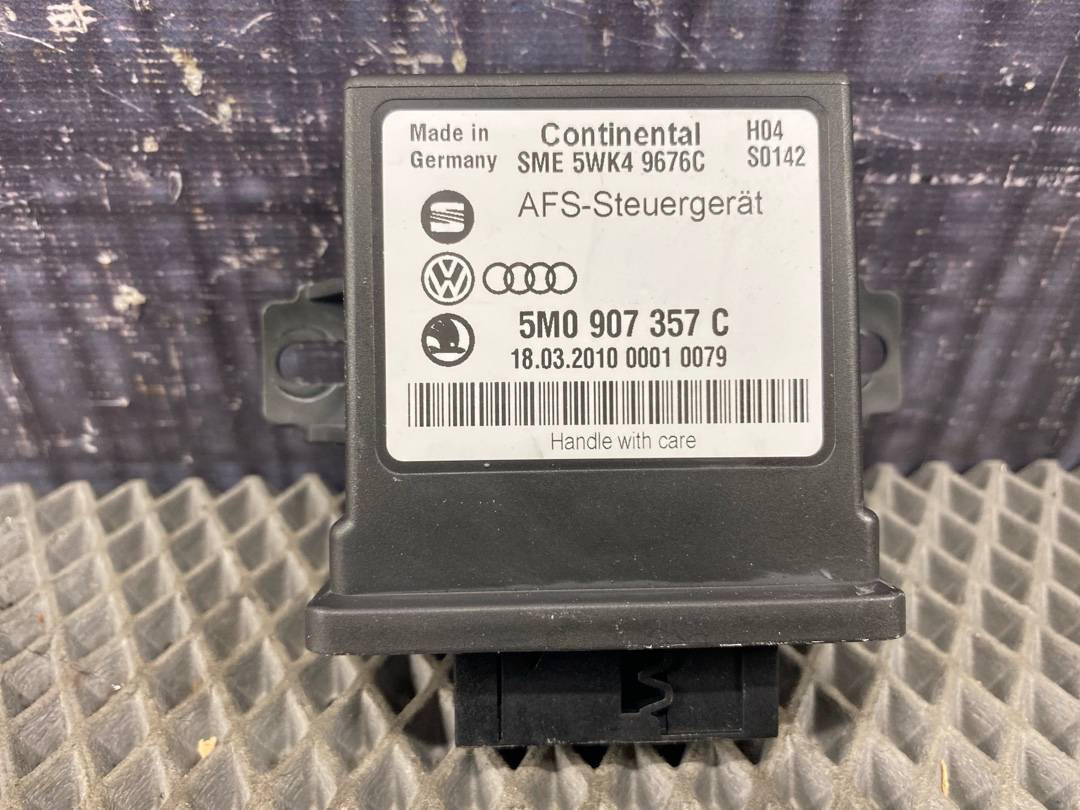 Made in Continental H04
Germany SME 5WK4 9676C S0142
AFS-Steuergerät
S
VW
5M0 907 357 C
18.03.2010 0001 0079
Handle with care